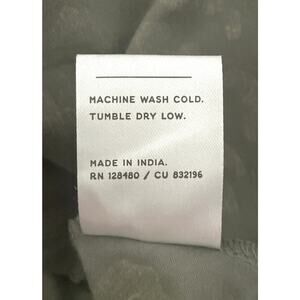 MACHINE WASH COLD.
TUMBLE DRY LOW.
MADE IN INDIA.
RN 128480 / CU 832196